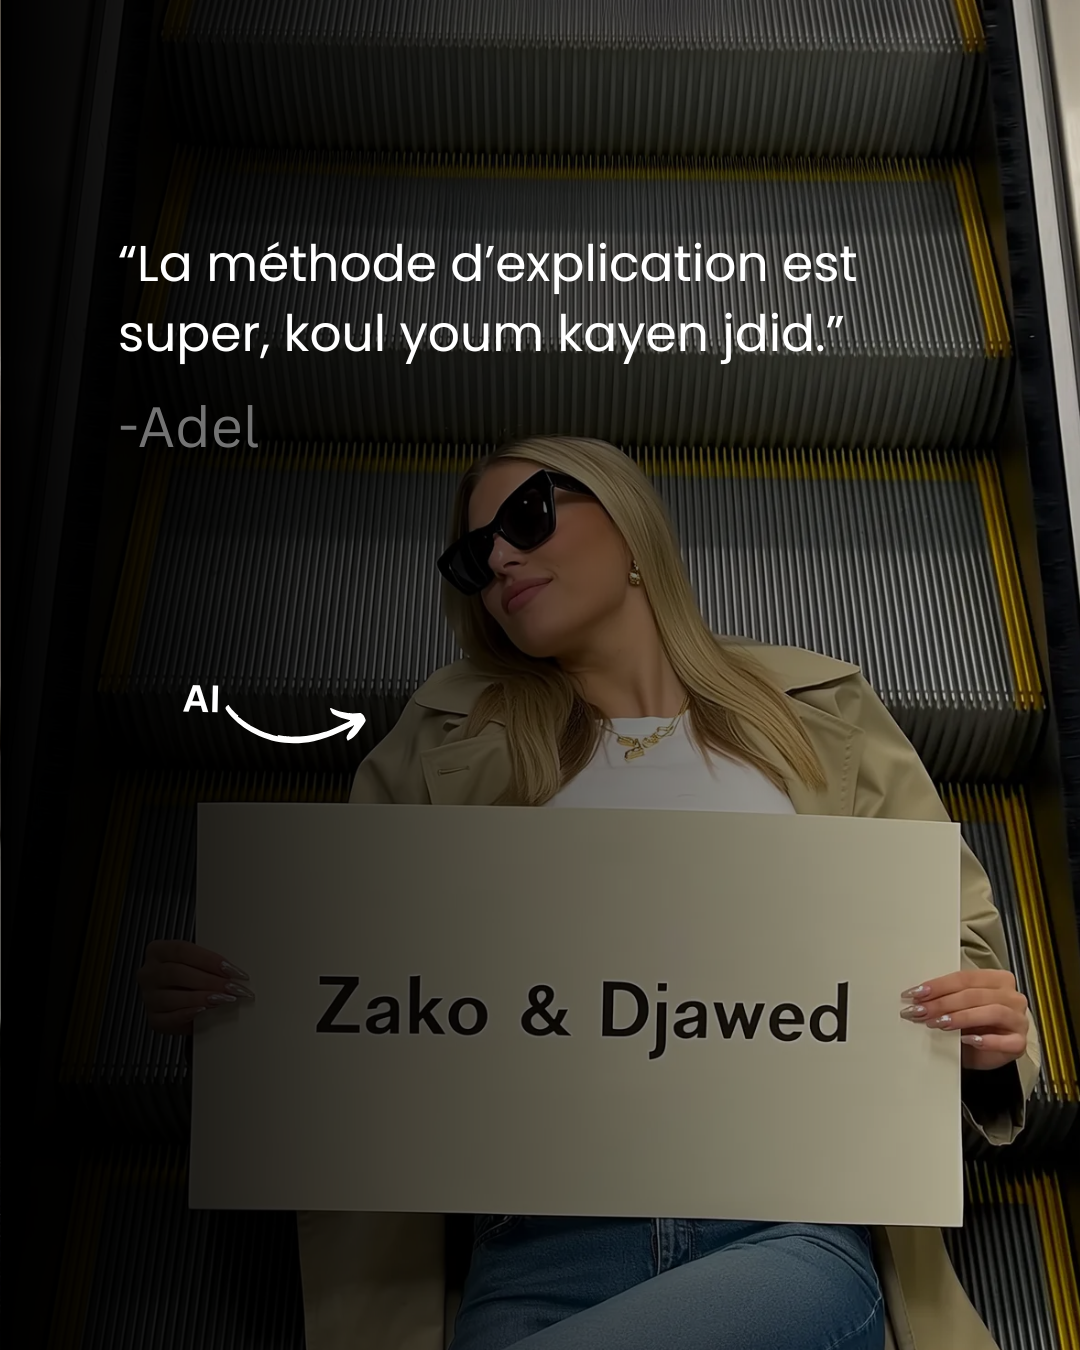 “La méthode d’explication est
super, koul youm kayen jdid.”
-Adel
AI
Zako & Djawed